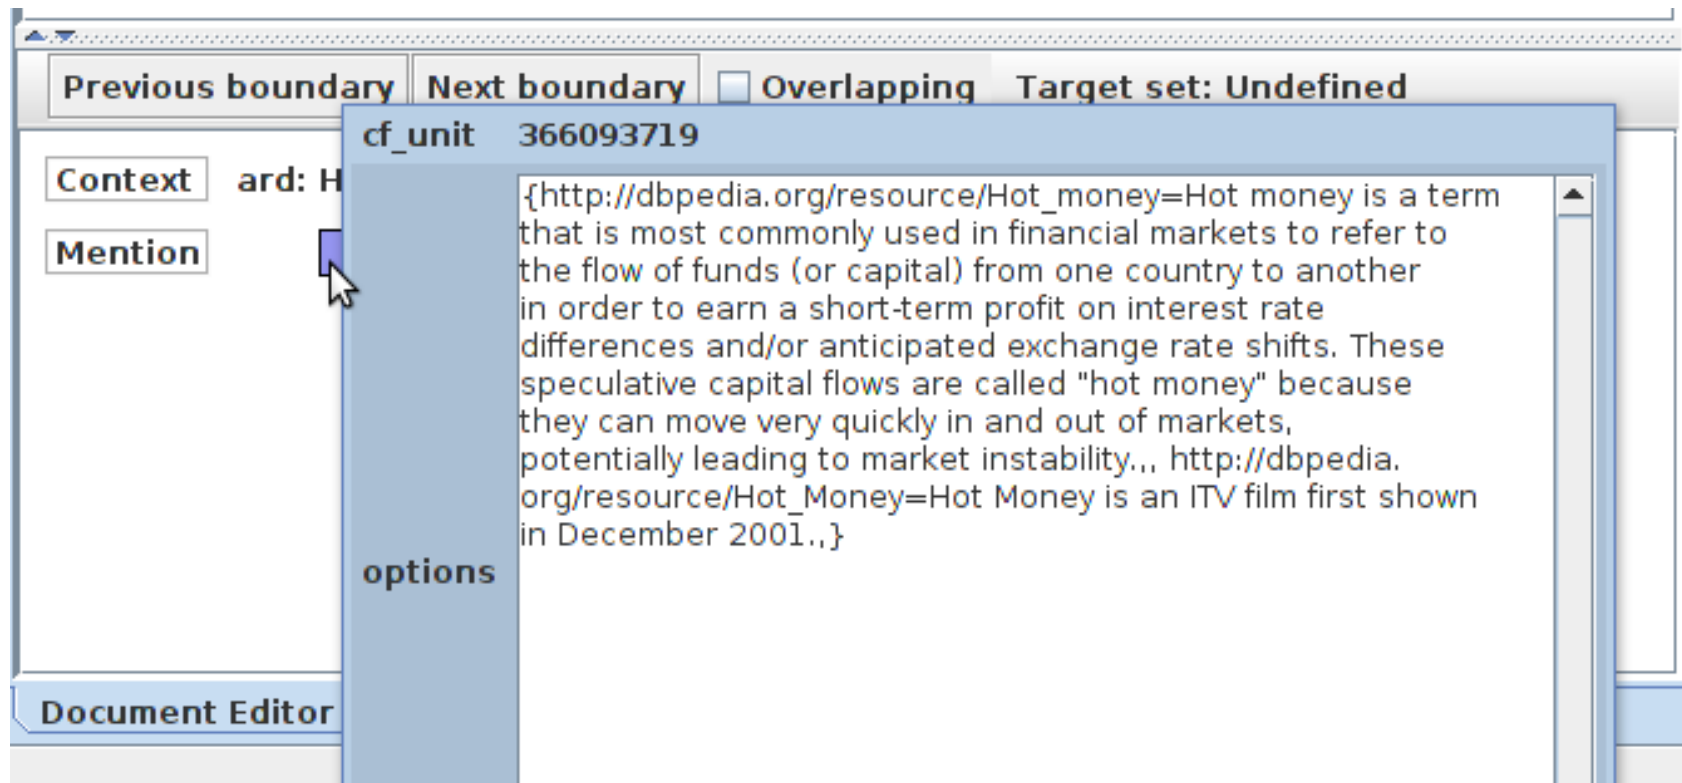 Previous boundary Next boundary Overlapping Target set: Undefined
cf_unit 366093719
Context ard: H
Mention
{http://dbpedia.org/resource/Hot_money=Hot money is a term
that is most commonly used in financial markets to refer to
the flow of funds (or capital) from one country to another
in order to earn a short-term profit on interest rate
differences and/or anticipated exchange rate shifts. These
speculative capital flows are called "hot money" because
they can move very quickly in and out of markets,
potentially leading to market instability.,, http://dbpedia.
org/resource/Hot_Money=Hot Money is an ITV film first shown
in December 2001.,}
options
Document Editor